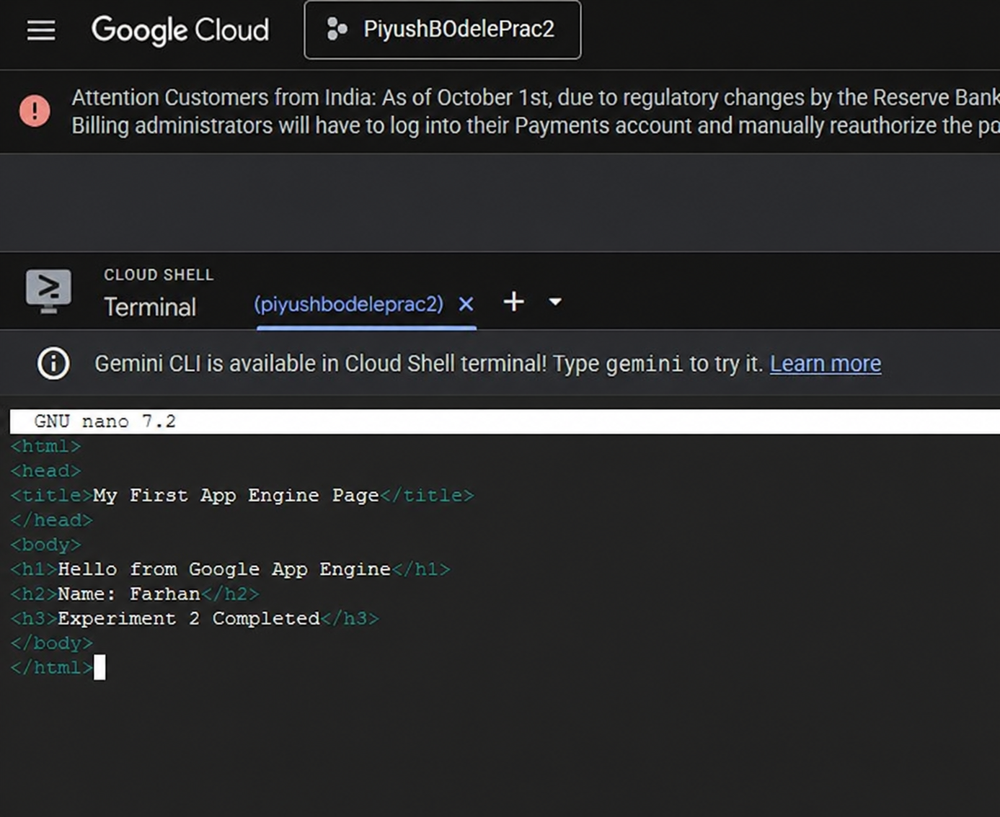 Google Cloud
PiyushBOdelePrac2
Attention Customers from India: As of October 1st, due to regulatory changes by the Reserve Bank
Billing administrators will have to log into their Payments account and manually reauthorize the
CLOUD SHELL
Terminal
(piyushbodeleprac2)
Gemini CLI is available in Cloud Shell terminal! Type gemini to try it. Learn more
GNU nano 7.2
<html>
<head>
<title>My First App Engine Page</title>
</head>
<body>
<h1>Hello from Google App Engine</h1>
<h2>Name: Farhan</h2>
<h3>Experiment 2 Completed</h3>
</body>
</html>